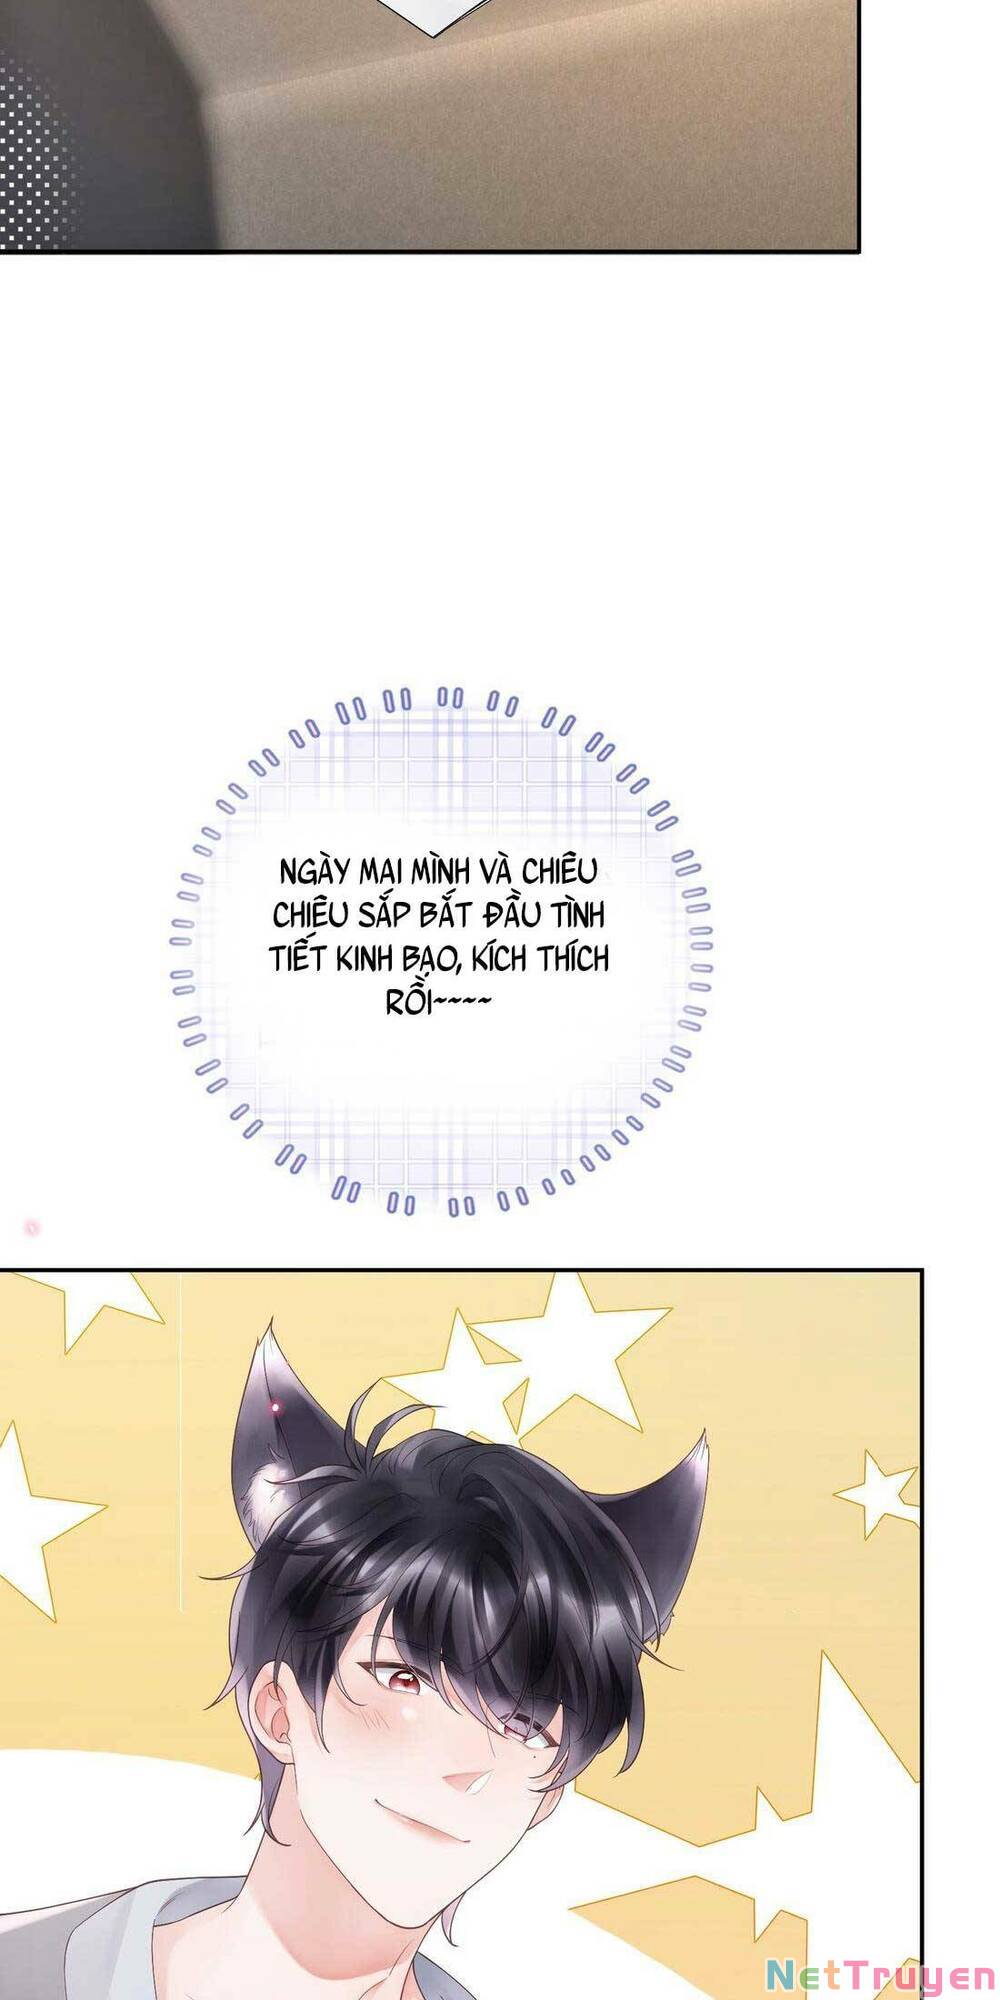 NGÀY MAI MÌNH VÀ CHIÊU
CHIÊU SẮP BẮT ĐẦU TÌNH
TIẾT KINH BẠO, KÍCH THÍCH
RỒI~~~~
NetTruyen